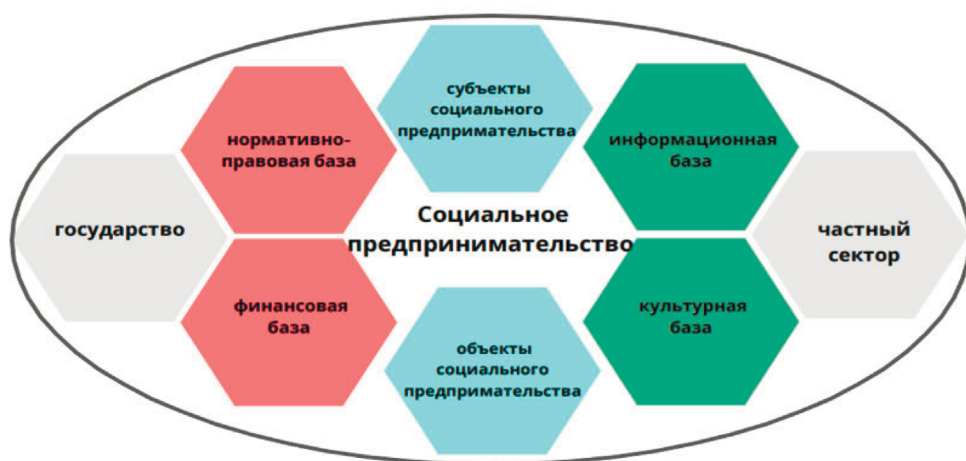 субъекты
социального
предпримательства
нормативно-
правовая база
информационная
база
государство
Социальное
предпринимательство
частный
сектор
финансовая
база
культурная
база
объекты
социального
предпримательства